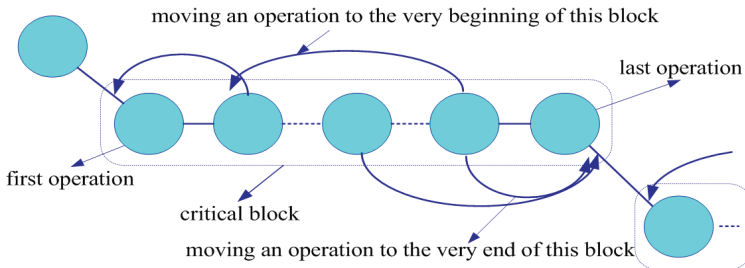 moving an operation to the very beginning of this block
last operation
first operation
critical block
moving an operation to the very end of this block